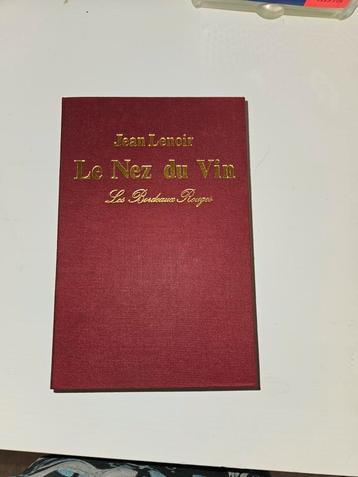 Jean Lenoir
Le Nez du Vin
Les Bordeaux Rouges